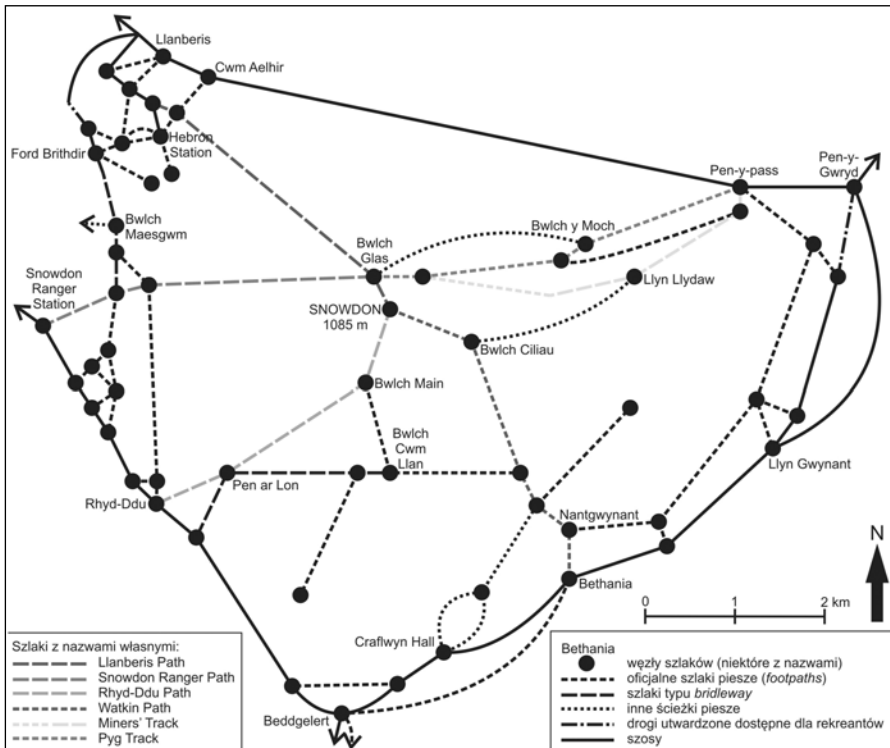 Llanberis
Cwm Aelhir
Hebron
Station
Ford Brithdir
Pen-y-pass
Pen-y-
Gwryd
Bwlch
Maesgwm
Bwlch y Moch
Bwlch
Glas
Snowdon
Ranger
Station
Llyn Llydaw
SNOWDON
1085 m
Bwlch Ciliau
Bwlch Main
Bwlch
Cwm
Llan
Pen ar Lon
Llyn Gwynant
Rhyd-Ddu
Nantgwynant
N
Bethania
0 1 2 km
Craflwyn Hall
Beddgelert
Szlaki z nazwami własnymi:
Llanberis Path
Snowdon Ranger Path
Rhyd-Ddu Path
Watkin Path
Miners' Track
Pyg Track
Bethania
węzły szlaków (niektóre z nazwami)
oficjalne szlaki piesze (footpaths)
szlaki typu bridleway
inne ścieżki piesze
drogi utwardzone dostępne dla rekreantów
szosy